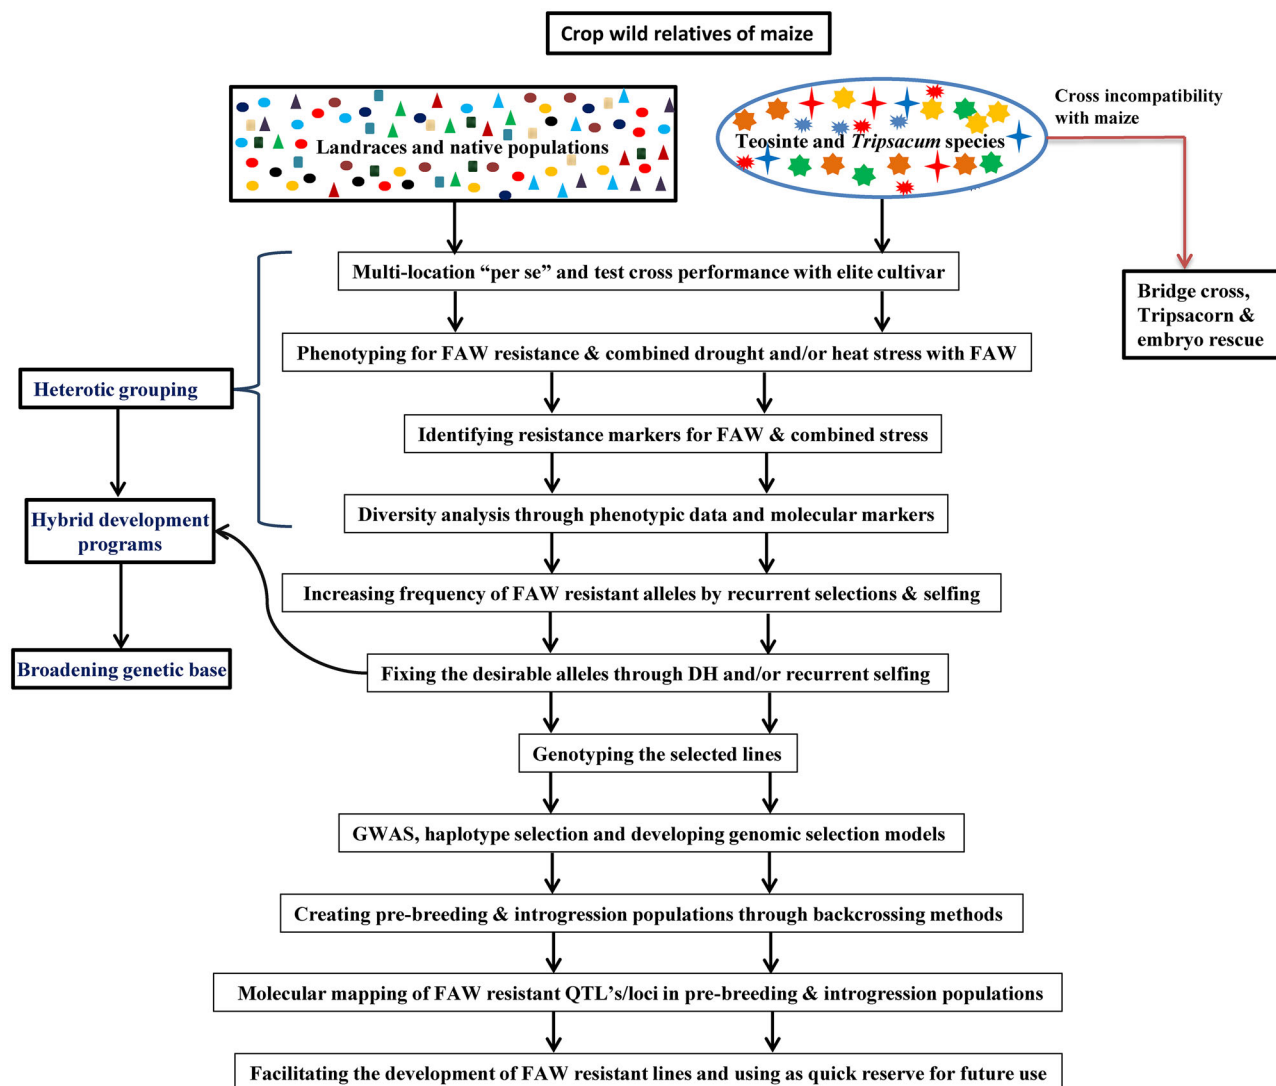 Crop wild relatives of maize
Landraces and native populations
Teosinte and Tripsacum species
Cross incompatibility
with maize
Bridge cross,
Tripsacorn &
embryo rescue
Multi-location “per se” and test cross performance with elite cultivar
Phenotyping for FAW resistance & combined drought and/or heat stress with FAW
Heterotic grouping
Identifying resistance markers for FAW & combined stress
Diversity analysis through phenotypic data and molecular markers
Hybrid development
programs
Increasing frequency of FAW resistant alleles by recurrent selections & selfing
Broadening genetic base
Fixing the desirable alleles through DH and/or recurrent selfing
Genotyping the selected lines
GWAS, haplotype selection and developing genomic selection models
Creating pre-breeding & introgression populations through backcrossing methods
Molecular mapping of FAW resistant QTL’s/loci in pre-breeding & introgression populations
Facilitating the development of FAW resistant lines and using as quick reserve for future use